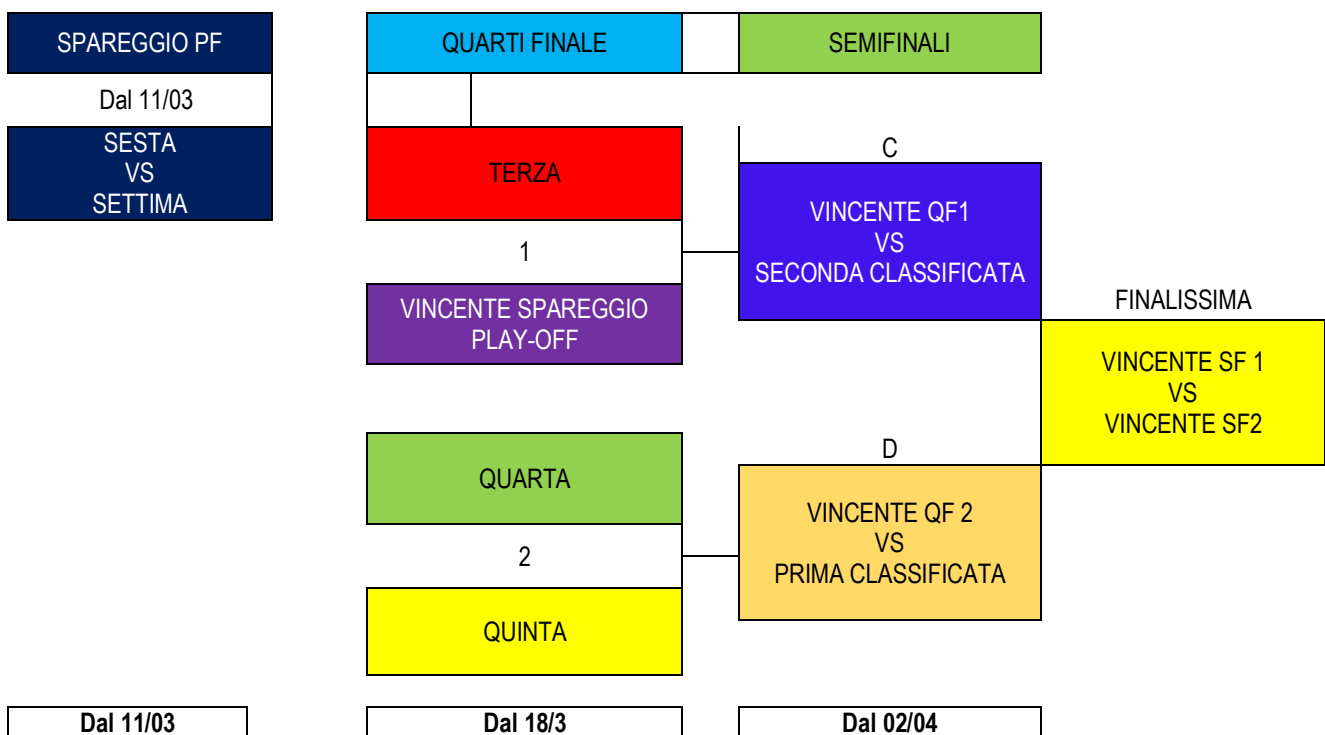 SPAREGGIO PF
QUARTI FINALE
SEMIFINALI
Dal 11/03
SESTA
VS
SETTIMA
TERZA
1
VINCENTE SPAREGGIO
PLAY-OFF
C
VINCENTE QF1
VS
SECONDA CLASSIFICATA
FINALISSIMA
VINCENTE SF 1
VS
VINCENTE SF2
QUARTA
2
QUINTA
D
VINCENTE QF 2
VS
PRIMA CLASSIFICATA
Dal 11/03
Dal 18/3
Dal 02/04